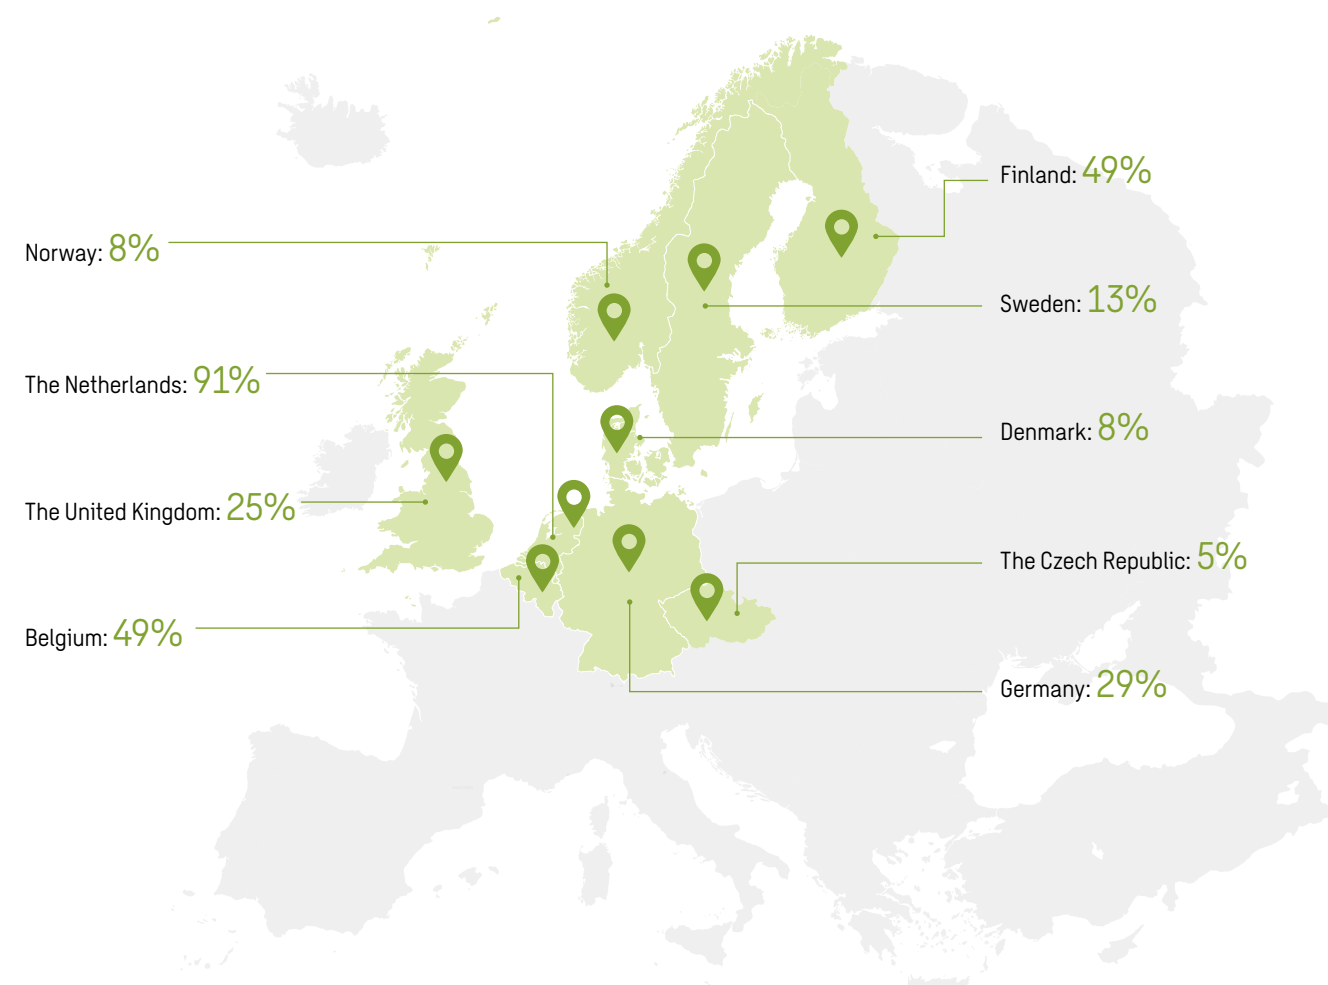 Norway: 8%
The Netherlands: 91%
The United Kingdom: 25%
Belgium: 49%
Finland: 49%
Sweden: 13%
Denmark: 8%
The Czech Republic: 5%
Germany: 29%